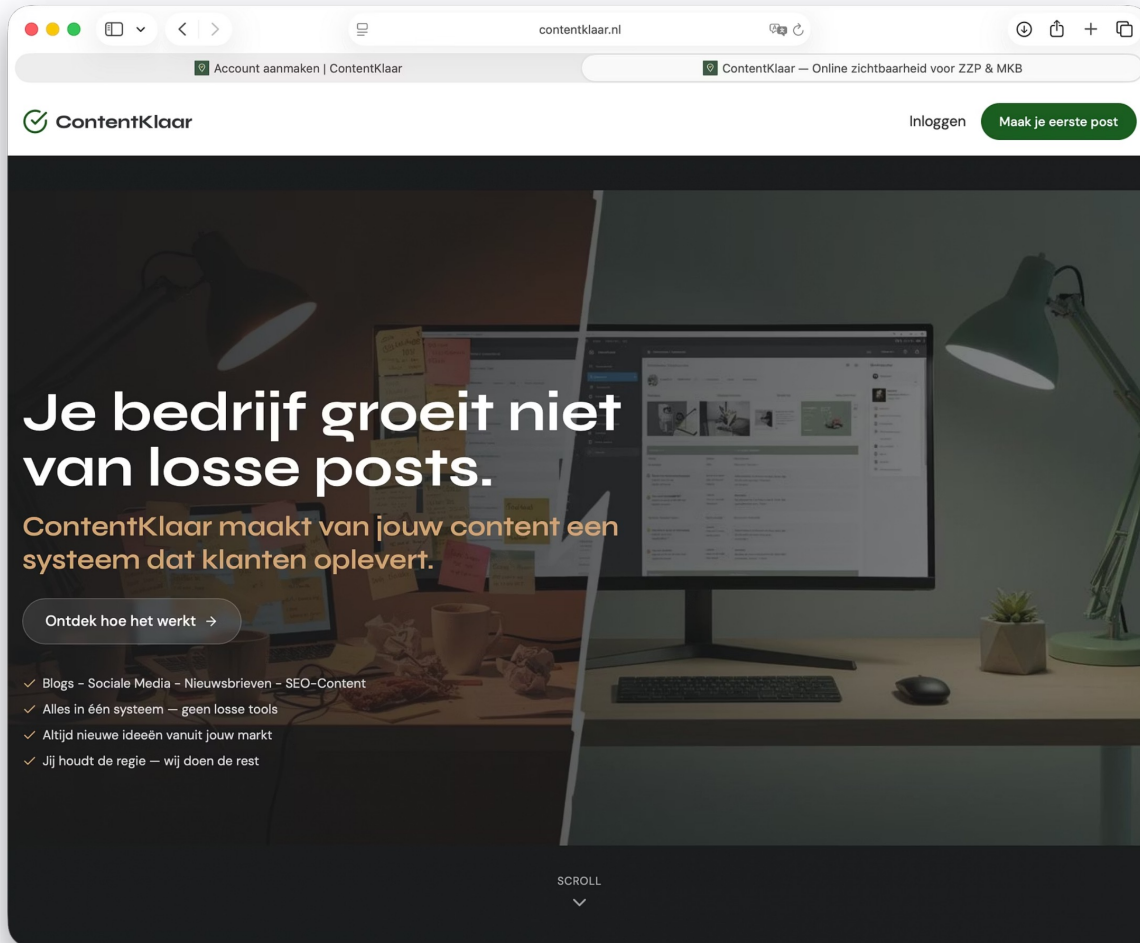 contentklaar.nl
Account aanmaken | ContentKlaar
ContentKlaar — Online zichtbaarheid voor ZZP & MKB
ContentKlaar
Inloggen
Maak je eerste post
Je bedrijf groeit niet
van losse posts.
ContentKlaar maakt van jouw content een
systeem dat klanten oplevert.
Ontdek hoe het werkt →
Blogs - Sociale Media - Nieuwsbrieven - SEO-Content
Alles in één systeem — geen losse tools
Altijd nieuwe ideeën vanuit jouw markt
Jij houdt de regie — wij doen de rest
SCROLL